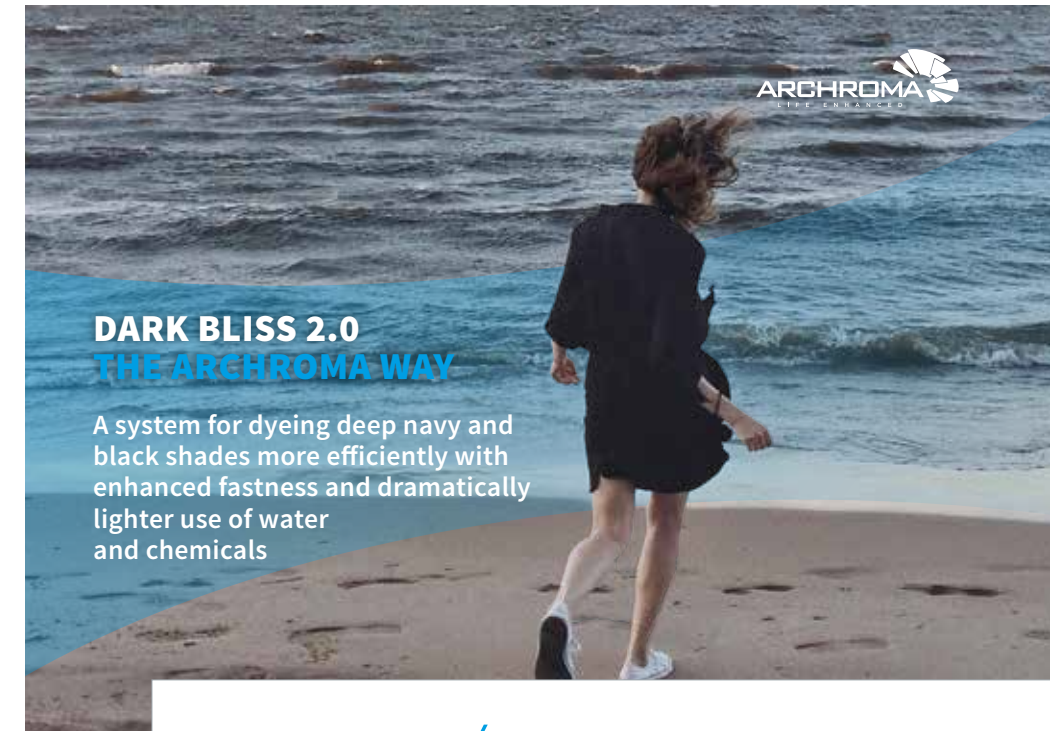 ARCHROMA
LIFE ENHANCED
DARK BLISS 2.0
THE ARCHROMA WAY
A system for dyeing deep navy and
black shades more efficiently with
enhanced fastness and dramatically
lighter use of water
and chemicals